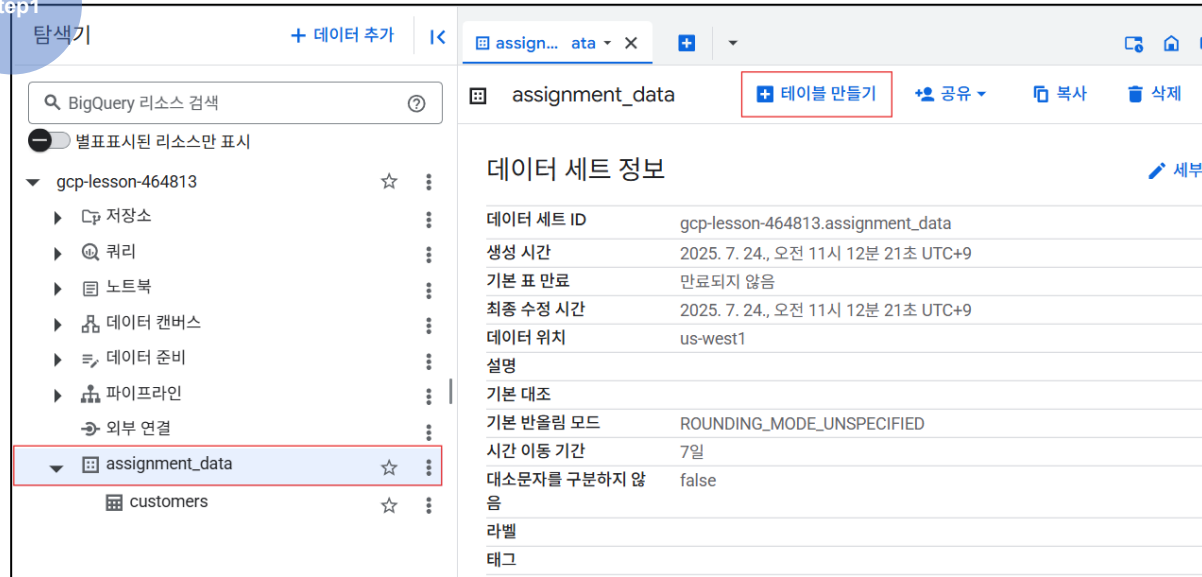 tep1
탐색기
+ 데이터 추가
BigQuery 리소스 검색
별표표시된 리소스만 표시
gcp-lesson-464813
저장소
쿼리
노트북
데이터 캔버스
데이터 준비
파이프라인
외부 연결
assignment_data
customers
assign... ata
assignment_data
테이블 만들기
공유
복사
삭제
데이터 세트 정보
세부
데이터 세트 ID gcp-lesson-464813.assignment_data
생성 시간 2025. 7. 24., 오전 11시 12분 21초 UTC+9
기본 표 만료 만료되지 않음
최종 수정 시간 2025. 7. 24., 오전 11시 12분 21초 UTC+9
데이터 위치 us-west1
설명
기본 대조
기본 반올림 모드 ROUNDING_MODE_UNSPECIFIED
시간 이동 기간 7일
대소문자를 구분하지 않 false
음
라벨
태그